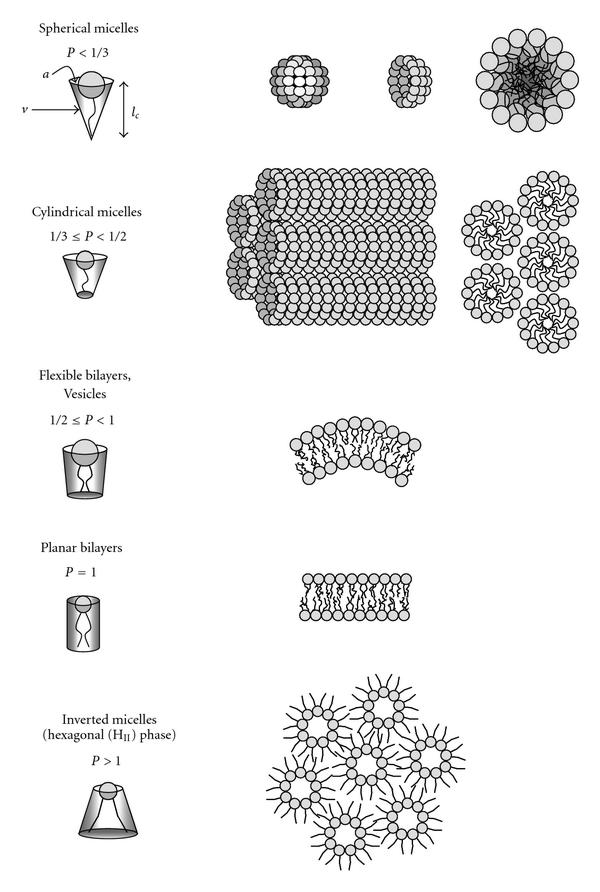 Spherical micelles
P < 1/3
a
v
l_c
Cylindrical micelles
1/3 ≤ P < 1/2
Flexible bilayers,
Vesicles
1/2 ≤ P < 1
Planar bilayers
P = 1
Inverted micelles
(hexagonal (H_II) phase)
P > 1